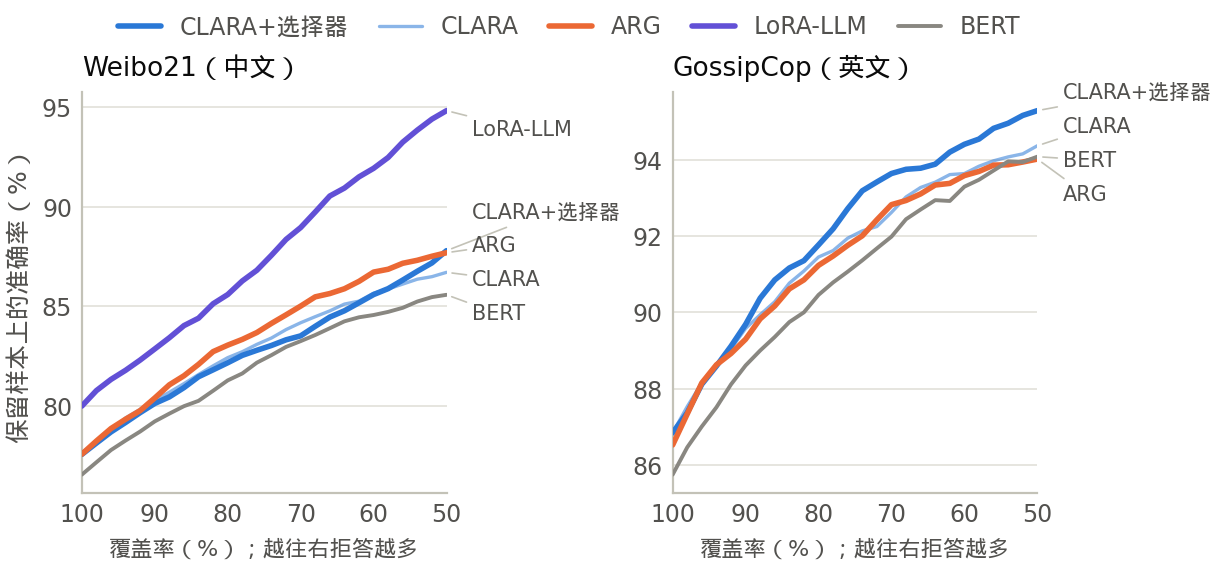 CLARA+选择器 CLARA ARG LoRA-LLM BERT
Weibo21（中文）
保留样本上的准确率（%）
95
90
85
80
100 90 80 70 60 50
覆盖率（%）；越往右拒答越多
LoRA-LLM
CLARA+选择器
ARG
CLARA
BERT
GossipCop（英文）
94
92
90
88
86
100 90 80 70 60 50
覆盖率（%）；越往右拒答越多
CLARA+选择器
CLARA
BERT
ARG